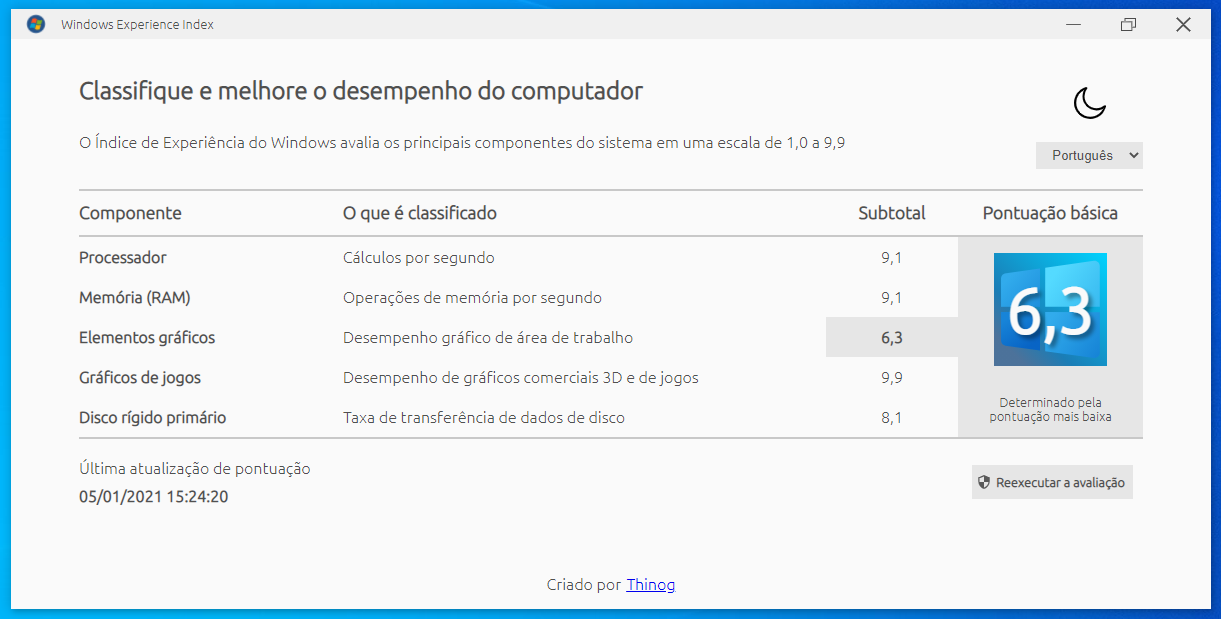 Windows Experience Index
Classifique e melhore o desempenho do computador
O Índice de Experiência do Windows avalia os principais componentes do sistema em uma escala de 1,0 a 9,9
Português
Componente O que é classificado Subtotal Pontuação básica
Processador Cálculos por segundo 9,1
Memória (RAM) Operações de memória por segundo 9,1
Elementos gráficos Desempenho gráfico de área de trabalho 6,3
Gráficos de jogos Desempenho de gráficos comerciais 3D e de jogos 9,9
Disco rígido primário Taxa de transferência de dados de disco 8,1
6,3
Determinado pela
pontuação mais baixa
Última atualização de pontuação
05/01/2021 15:24:20
Reexecutar a avaliação
Criado por Thinog